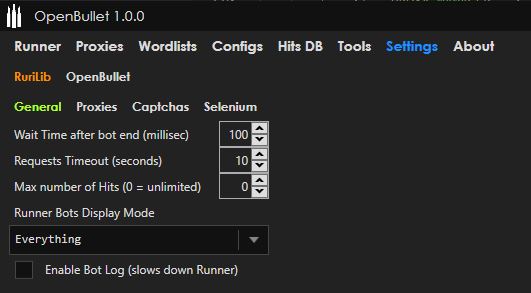 OpenBullet 1.0.0
Runner Proxies Wordlists Configs Hits DB Tools Settings About
RuriLib OpenBullet
General Proxies Captchas Selenium
Wait Time after bot end (millisec) 100
Requests Timeout (seconds) 10
Max number of Hits (0 = unlimited) 0
Runner Bots Display Mode
Everything
Enable Bot Log (slows down Runner)